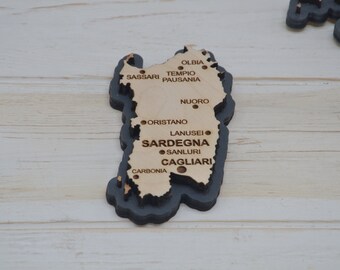 OLBIA
SASSARI
TEMPIO
PAUSANIA
NUORO
ORISTANO
LANUSEI
SARDEGNA
SANLURI
CAGLIARI
CARBONIA